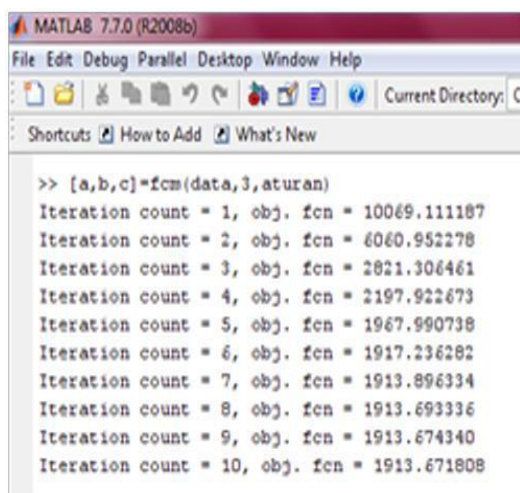 MATLAB 7.7.0 (R2008b)
File Edit Debug Parallel Desktop Window Help
Current Directory:
Shortcuts How to Add What's New
>> [a,b,c]=fcm(data,3,aturan)
Iteration count = 1, obj. fcn = 10069.111187
Iteration count = 2, obj. fcn = 6060.952278
Iteration count = 3, obj. fcn = 2821.306461
Iteration count = 4, obj. fcn = 2197.922673
Iteration count = 5, obj. fcn = 1967.990738
Iteration count = 6, obj. fcn = 1917.236282
Iteration count = 7, obj. fcn = 1913.896334
Iteration count = 8, obj. fcn = 1913.693336
Iteration count = 9, obj. fcn = 1913.674340
Iteration count = 10, obj. fcn = 1913.671808